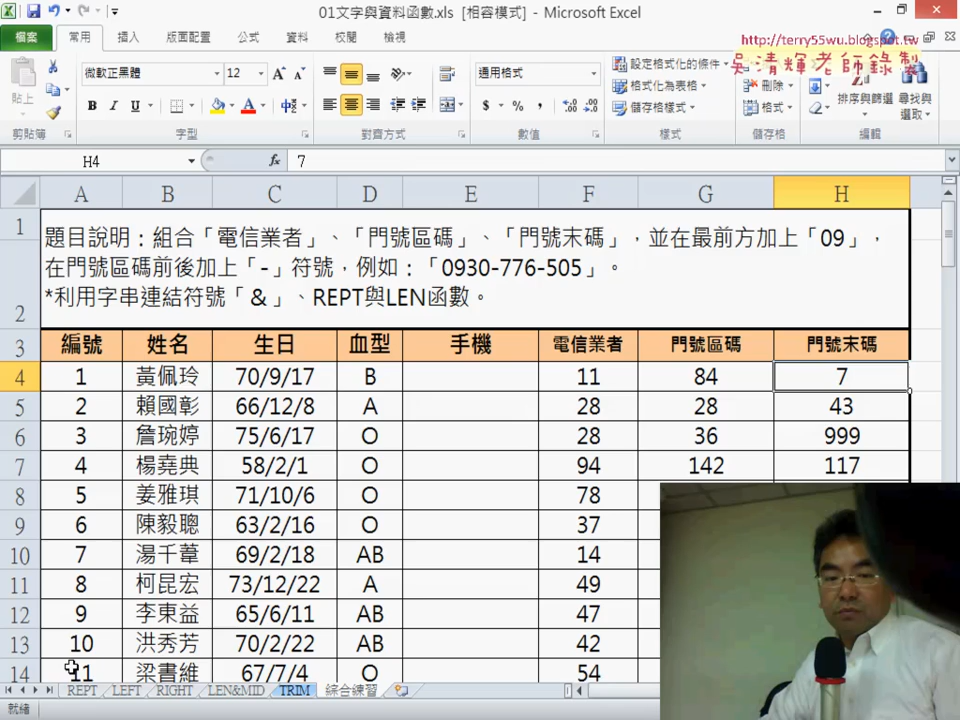 01文字與資料函數.xls [相容模式] - Microsoft Excel
http://terry55wu.blogspot.tw
吳清輝老師錄製
檔案 常用 插入 版面配置 公式 資料 校閱 檢視
貼上 微軟正黑體 12 通用格式 設定格式化的條件 格式化為表格 儲存格樣式 刪除 格式 排序與篩選 尋找與選取
B I U $ % ,
剪貼簿 字型 對齊方式 數值 樣式 儲存格 編輯
H4 fx 7
A B C D E F G H
1 題目說明：組合「電信業者」、「門號區碼」、「門號末碼」，並在最前方加上「09」，
在門號區碼前後加上「-」符號，例如：「0930-776-505」。
2 *利用字串連結符號「&」、REPT與LEN函數。
3 編號 姓名 生日 血型 手機 電信業者 門號區碼 門號末碼
4 1 黃佩玲 70/9/17 B 11 84 7
5 2 賴國彰 66/12/8 A 28 28 43
6 3 詹琬婷 75/6/17 O 28 36 999
7 4 楊堯典 58/2/1 O 94 142 117
8 5 姜雅琪 71/10/6 O 78
9 6 陳毅聰 63/2/16 O 37
10 7 湯千葦 69/2/18 AB 14
11 8 柯昆宏 73/12/22 A 49
12 9 李東益 65/6/11 AB 47
13 10 洪秀芳 70/2/22 AB 42
14 11 梁書維 67/7/4 O 54
REPT LEFT RIGHT LEN&MID TRIM 綜合練習
就緒